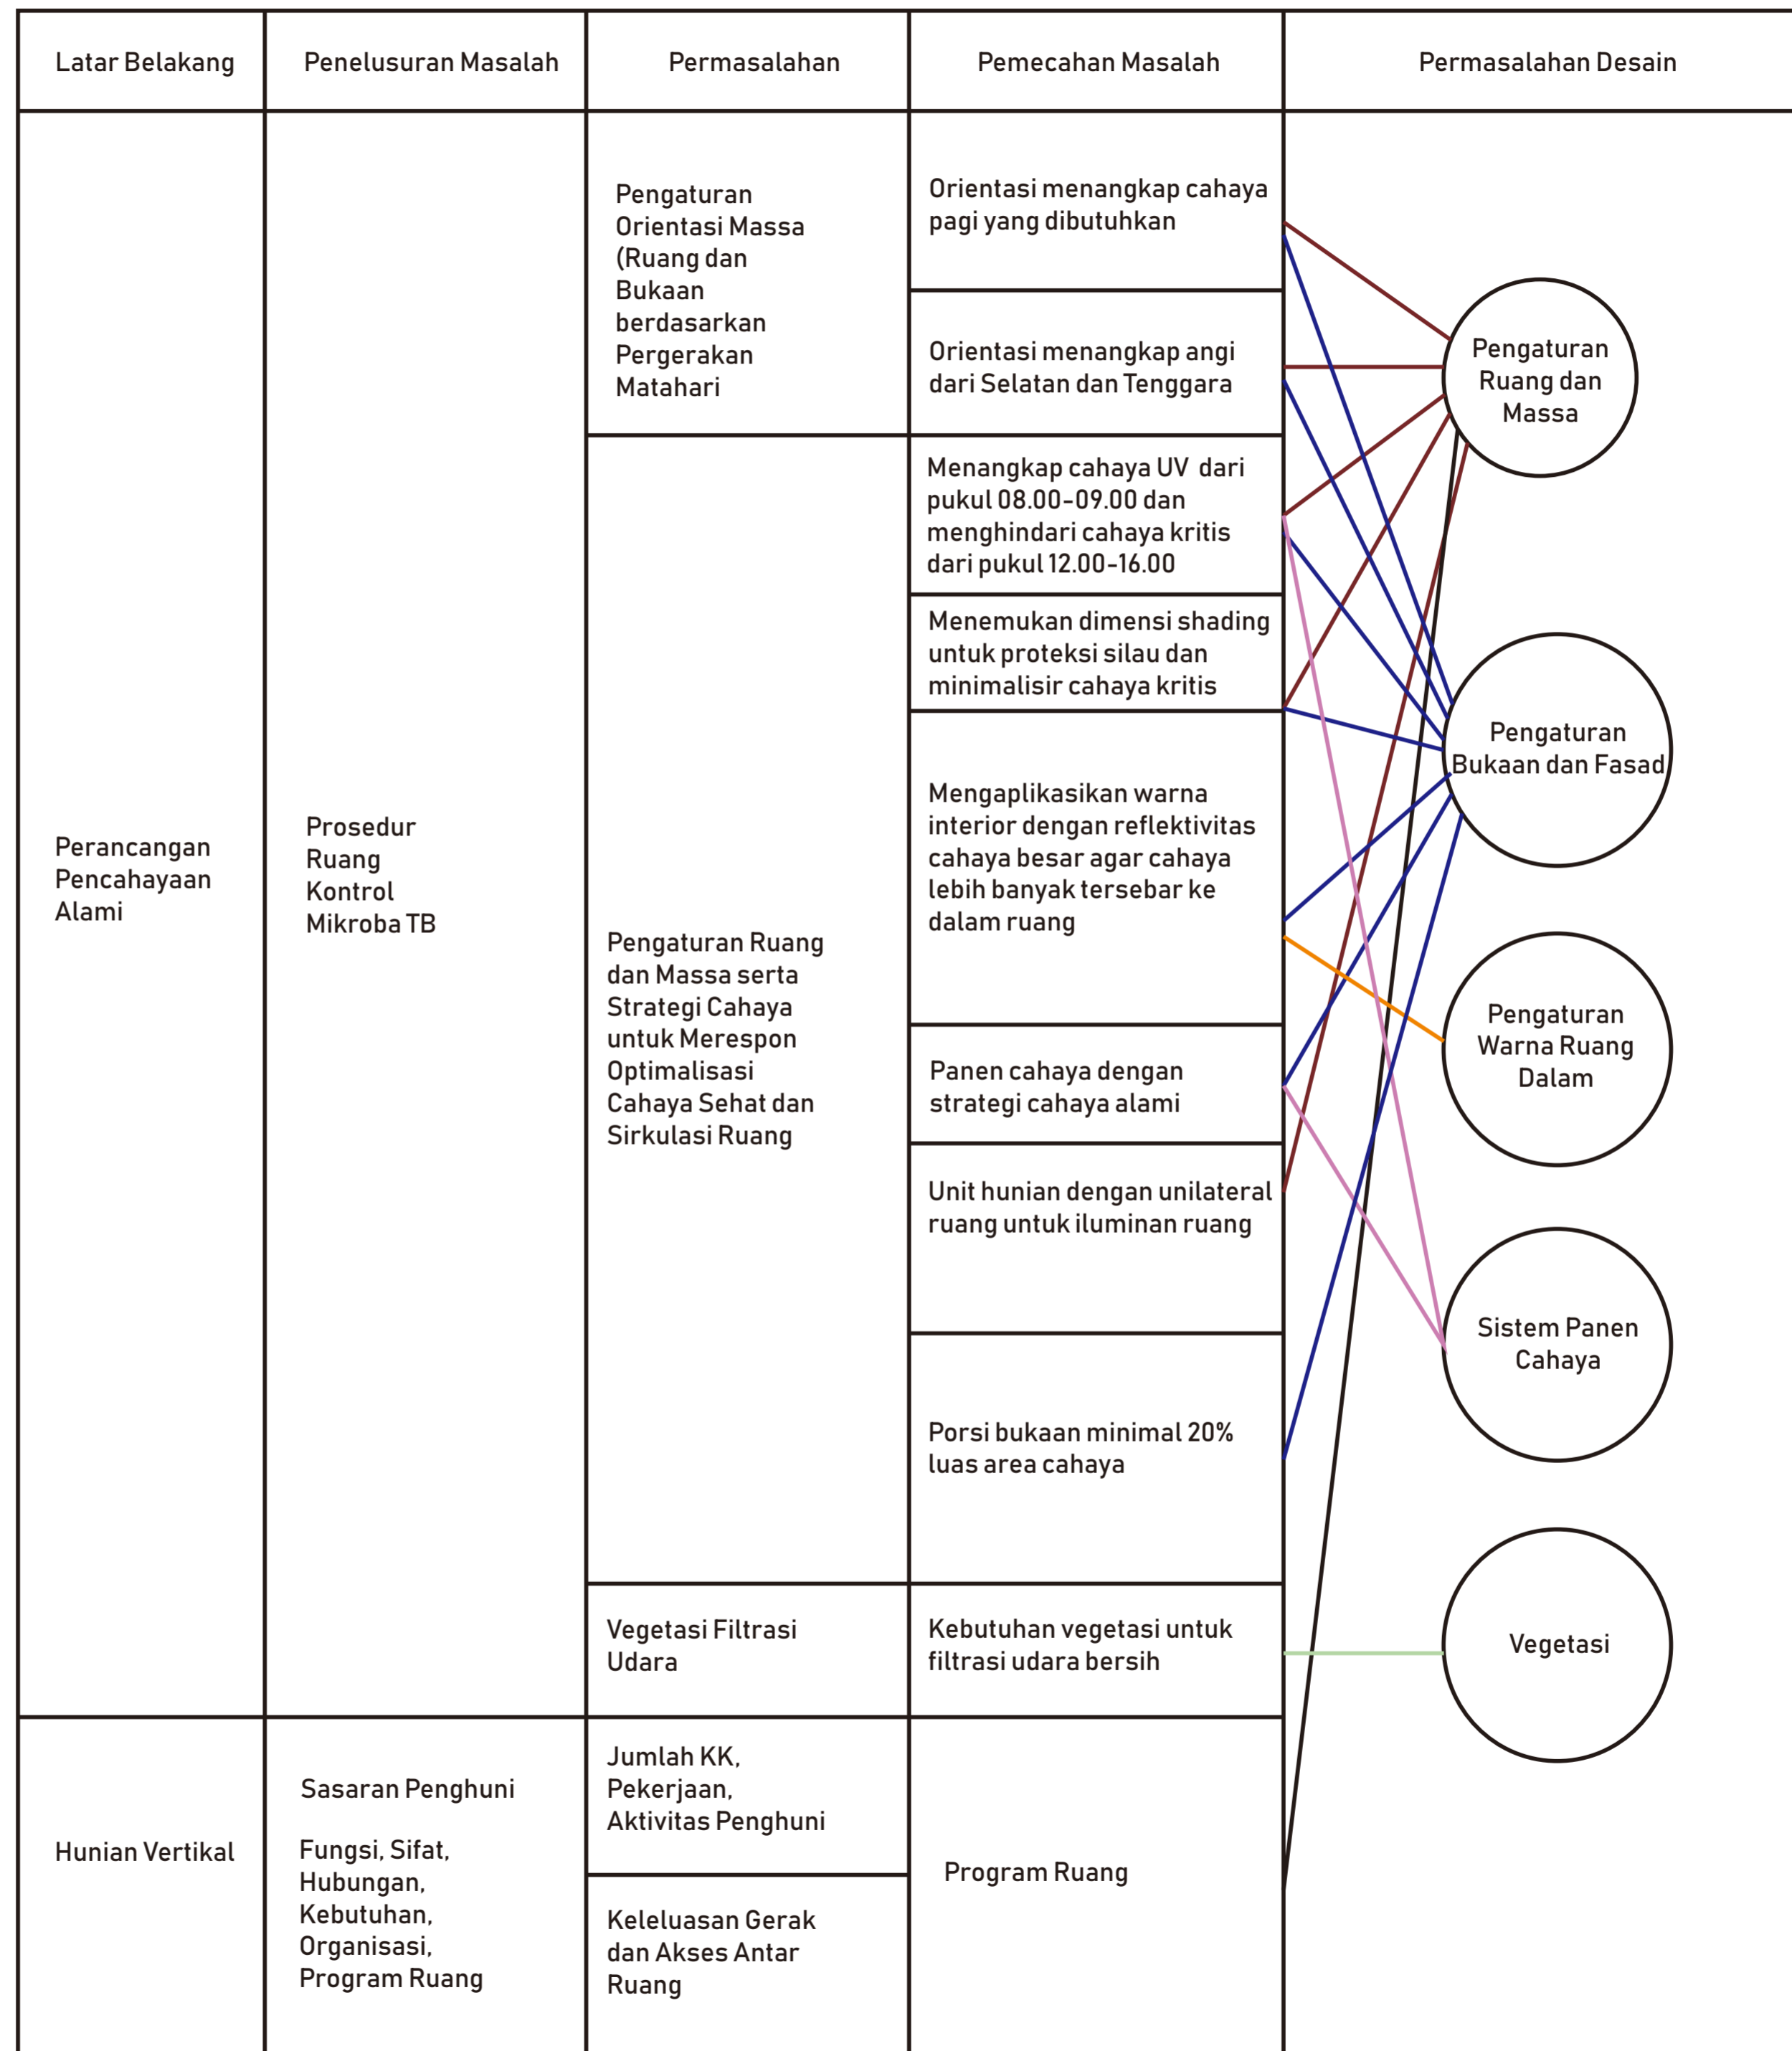 Latar Belakang
Penelusuran Masalah
Permasalahan
Pemecahan Masalah
Permasalahan Desain
Perancangan
Pencahayaan
Alami
Prosedur
Ruang
Kontrol
Mikroba TB
Pengaturan
Orientasi Massa
(Ruang dan
Bukaan
berdasarkan
Pergerakan
Matahari
Orientasi menangkap cahaya
pagi yang dibutuhkan
Orientasi menangkap angi
dari Selatan dan Tenggara
Pengaturan Ruang
dan Massa serta
Strategi Cahaya
untuk Merespon
Optimalisasi
Cahaya Sehat dan
Sirkulasi Ruang
Menangkap cahaya UV dari
pukul 08.00-09.00 dan
menghindari cahaya kritis
dari pukul 12.00-16.00
Menemukan dimensi shading
untuk proteksi silau dan
minimalisir cahaya kritis
Mengaplikasikan warna
interior dengan reflektivitas
cahaya besar agar cahaya
lebih banyak tersebar ke
dalam ruang
Panen cahaya dengan
strategi cahaya alami
Unit hunian dengan unilateral
ruang untuk iluminan ruang
Porsi bukaan minimal 20%
luas area cahaya
Vegetasi Filtrasi
Udara
Kebutuhan vegetasi untuk
filtrasi udara bersih
Hunian Vertikal
Sasaran Penghuni
Fungsi, Sifat,
Hubungan,
Kebutuhan,
Organisasi,
Program Ruang
Jumlah KK,
Pekerjaan,
Aktivitas Penghuni
Keleluasan Gerak
dan Akses Antar
Ruang
Program Ruang
Pengaturan
Ruang dan
Massa
Pengaturan
Bukaan dan Fasad
Pengaturan
Warna Ruang
Dalam
Sistem Panen
Cahaya
Vegetasi